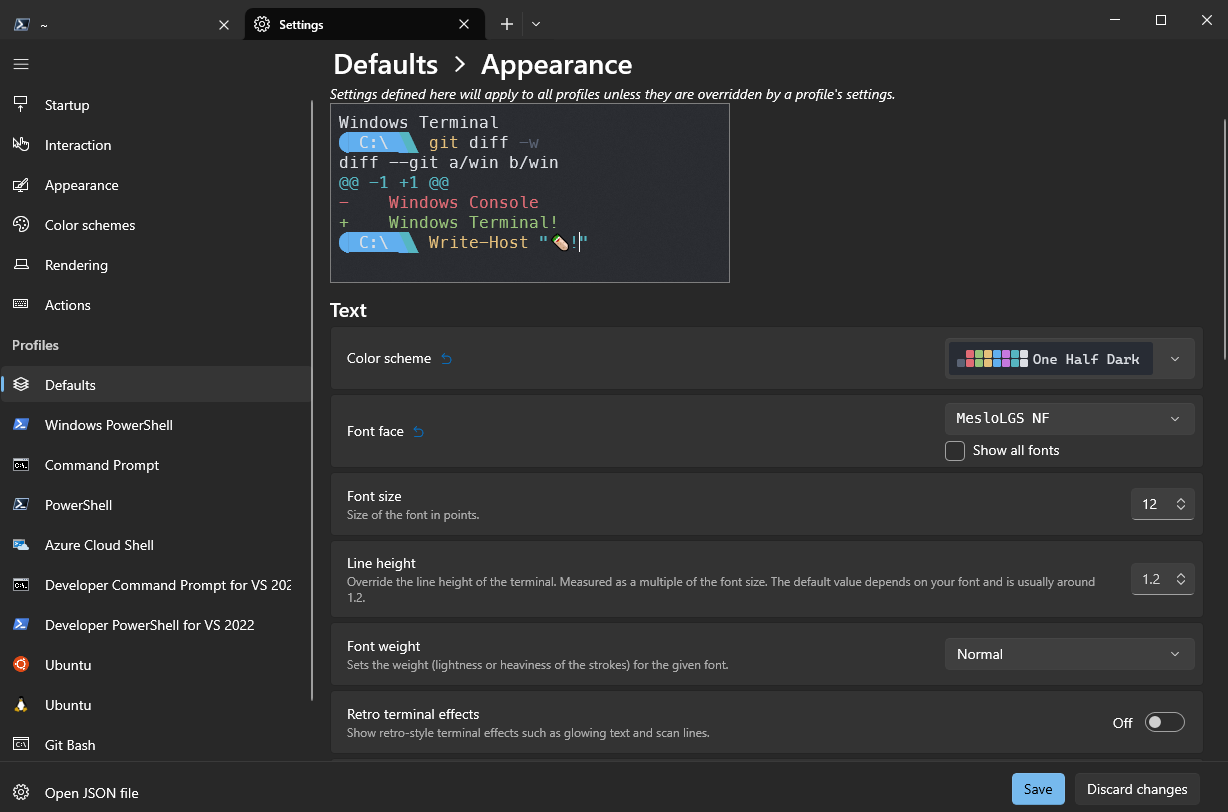 ~
Settings
Startup
Interaction
Appearance
Color schemes
Rendering
Actions
Profiles
Defaults
Windows PowerShell
Command Prompt
PowerShell
Azure Cloud Shell
Developer Command Prompt for VS 202
Developer PowerShell for VS 2022
Ubuntu
Ubuntu
Git Bash
Open JSON file
Defaults > Appearance
Settings defined here will apply to all profiles unless they are overridden by a profile's settings.
Windows Terminal
C:\ git diff -w
diff --git a/win b/win
@@ -1 +1 @@
-    Windows Console
+    Windows Terminal!
C:\ Write-Host "🌯!"
Text
Color scheme
One Half Dark
Font face
MesloLGS NF
Show all fonts
Font size
Size of the font in points.
12
Line height
Override the line height of the terminal. Measured as a multiple of the font size. The default value depends on your font and is usually around
1.2.
1.2
Font weight
Sets the weight (lightness or heaviness of the strokes) for the given font.
Normal
Retro terminal effects
Show retro-style terminal effects such as glowing text and scan lines.
Off
Save
Discard changes